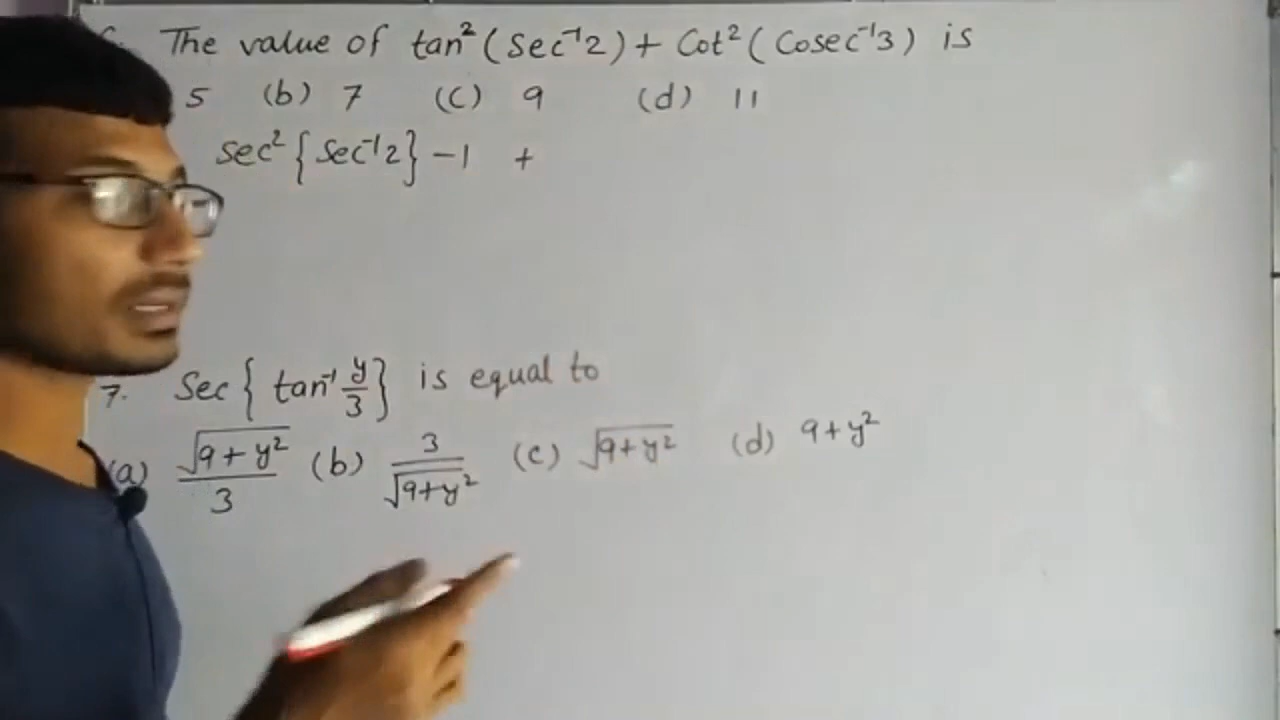 The value of tan²(Sec⁻¹2) + Cot²(Cosec⁻¹3) is
5 (b) 7 (C) 9 (d) 11
sec²{Sec⁻¹2} -1 +
7. Sec{tan⁻¹ y/3} is equal to
(a) √(9+y²)/3 (b) 3/√(9+y²) (c) √(9+y²) (d) 9+y²